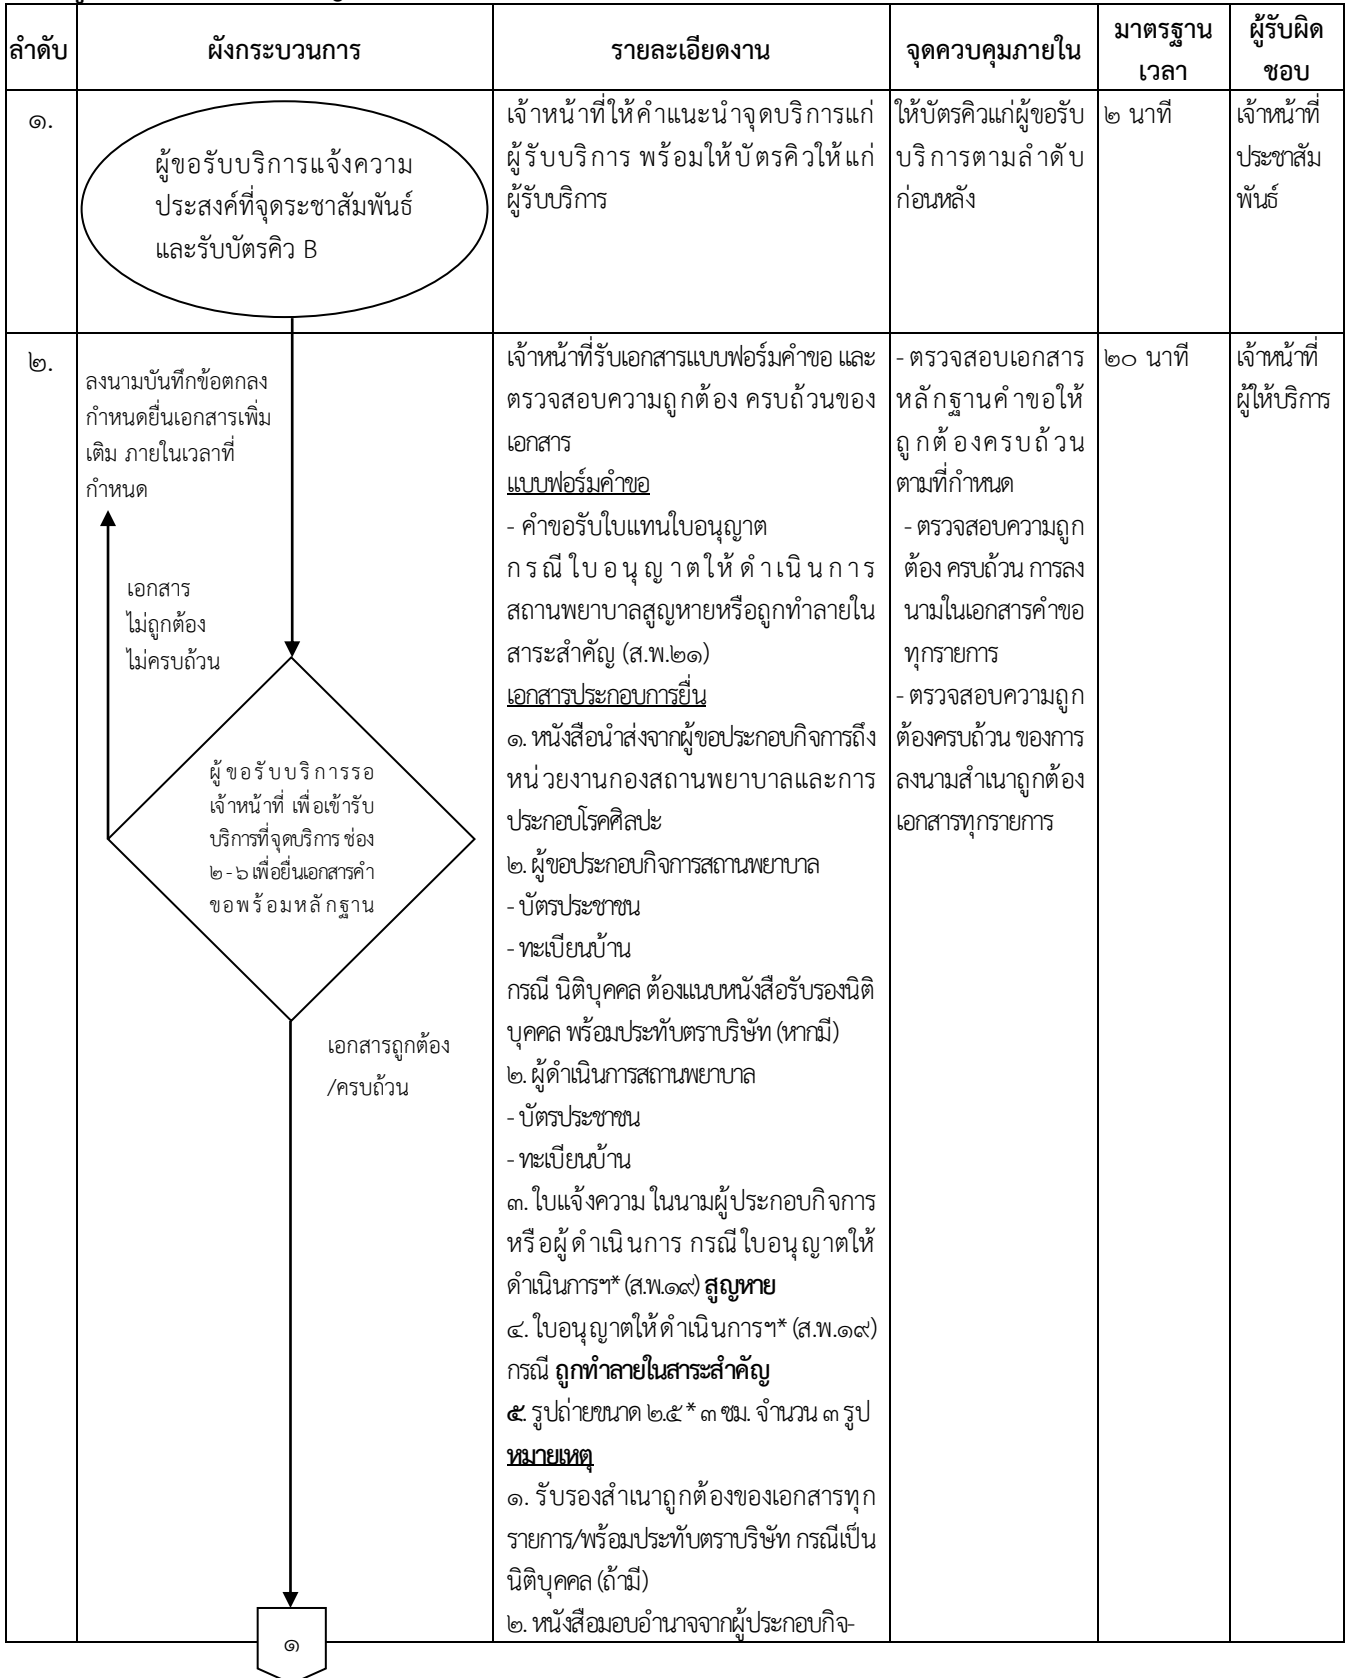 ลำดับ
ผังกระบวนการ
รายละเอียดงาน
จุดควบคุมภายใน
มาตรฐาน
เวลา
ผู้รับผิด
ชอบ
๑.
ผู้ขอรับบริการแจ้งความ
ประสงค์ที่จุดระชาสัมพันธ์
และรับบัตรคิว B
เจ้าหน้าที่ให้คำแนะนำจุดบริการแก่
ผู้รับบริการ พร้อมให้บัตรคิวให้แก่
ผู้รับบริการ
ให้บัตรคิวแก่ผู้ขอรับ
บริการตามลำดับ
ก่อนหลัง
๒ นาที
เจ้าหน้าที่
ประชาสัม
พันธ์
๒.
ลงนามบันทึกข้อตกลง
กำหนดยื่นเอกสารเพิ่ม
เติม ภายในเวลาที่
กำหนด
เอกสาร
ไม่ถูกต้อง
ไม่ครบถ้วน
ผู้ขอรับบริการรอ
เจ้าหน้าที่ เพื่อเข้ารับ
บริการที่จุดบริการ ช่อง
๒ - ๖ เพื่อยื่นเอกสารคำ
ขอพร้อมหลักฐาน
เอกสารถูกต้อง
/ครบถ้วน
๑
เจ้าหน้าที่รับเอกสารแบบฟอร์มคำขอ และ
ตรวจสอบความถูกต้อง ครบถ้วนของ
เอกสาร
แบบฟอร์มคำขอ
- คำขอรับใบแทนใบอนุญาต
กรณีใบอนุญาตให้ดำเนินการ
สถานพยาบาลสูญหายหรือถูกทำลายใน
สาระสำคัญ (ส.พ.๒๑)
เอกสารประกอบการยื่น
๑. หนังสือนำส่งจากผู้ขอประกอบกิจการถึง
หน่วยงานกองสถานพยาบาลและการ
ประกอบโรคศิลปะ
๒. ผู้ขอประกอบกิจการสถานพยาบาล
- บัตรประชาชน
- ทะเบียนบ้าน
กรณี นิติบุคคล ต้องแนบหนังสือรับรองนิติ
บุคคล พร้อมประทับตราบริษัท (หากมี)
๒. ผู้ดำเนินการสถานพยาบาล
- บัตรประชาชน
- ทะเบียนบ้าน
๓. ใบแจ้งความ ในนามผู้ประกอบกิจการ
หรือผู้ดำเนินการ กรณีใบอนุญาตให้
ดำเนินการฯ* (ส.พ.๑๙) สูญหาย
๔. ใบอนุญาตให้ดำเนินการฯ* (ส.พ.๑๙)
กรณี ถูกทำลายในสาระสำคัญ
๕. รูปถ่ายขนาด ๒.๕ * ๓ ซม. จำนวน ๓ รูป
หมายเหตุ
๑. รับรองสำเนาถูกต้องของเอกสารทุก
รายการ/พร้อมประทับตราบริษัท กรณีเป็น
นิติบุคคล (ถ้ามี)
๒. หนังสือมอบอำนาจจากผู้ประกอบกิจ-
- ตรวจสอบเอกสาร
หลักฐานคำขอให้
ถูกต้องครบถ้วน
ตามที่กำหนด
- ตรวจสอบความถูก
ต้อง ครบถ้วน การลง
นามในเอกสารคำขอ
ทุกรายการ
- ตรวจสอบความถูก
ต้องครบถ้วน ของการ
ลงนามสำเนาถูกต้อง
เอกสารทุกรายการ
๒๐ นาที
เจ้าหน้าที่
ผู้ให้บริการ